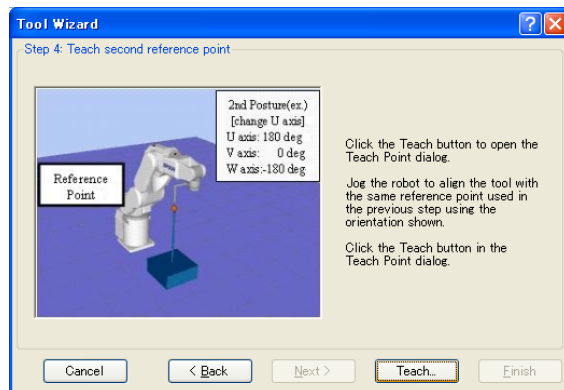 Tool Wizard
Step 4: Teach second reference point
2nd Posture(ex.)
[change U axis]
U axis: 180 deg
V axis: 0 deg
W axis:-180 deg
Reference
Point
Click the Teach button to open the
Teach Point dialog.
Jog the robot to align the tool with
the same reference point used in
the previous step using the
orientation shown.
Click the Teach button in the
Teach Point dialog.
Cancel
< Back
Next >
Teach...
Finish